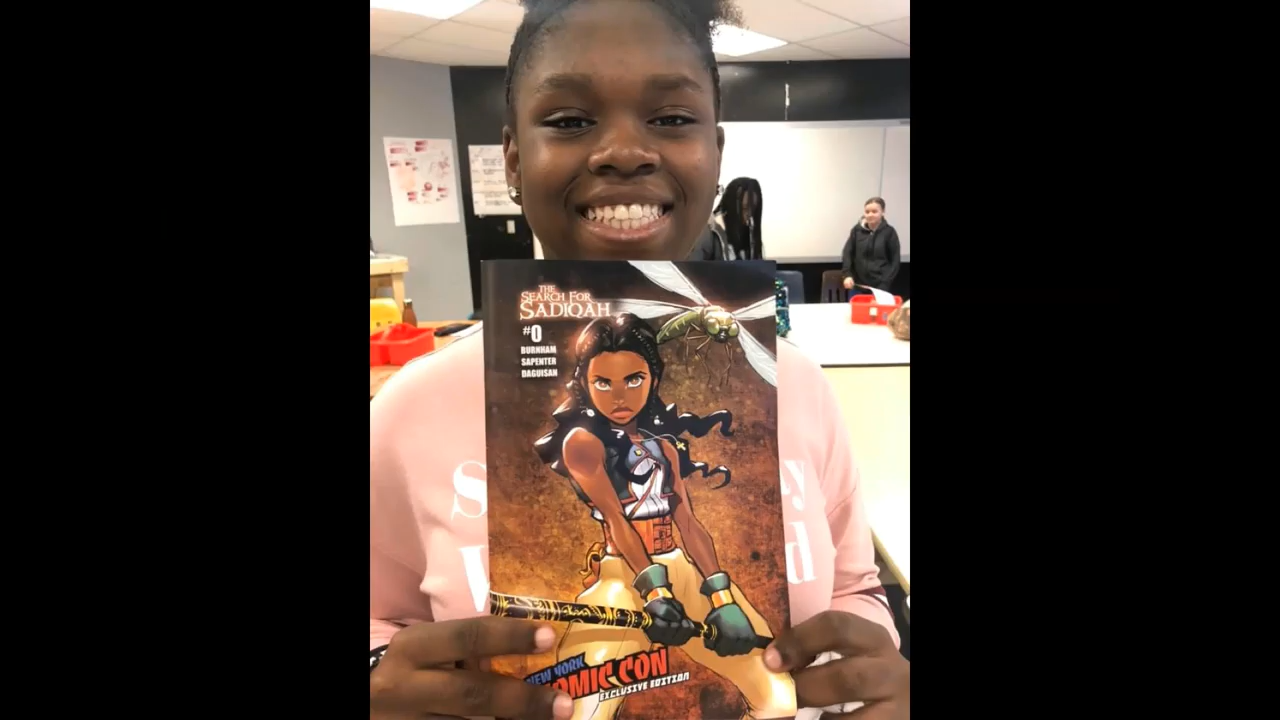 THE
SEARCH FOR
SADIQAH
#0
BURNHAM
SAPENTER
DAGUISAN
NEW YORK
COMIC CON
EXCLUSIVE EDITION